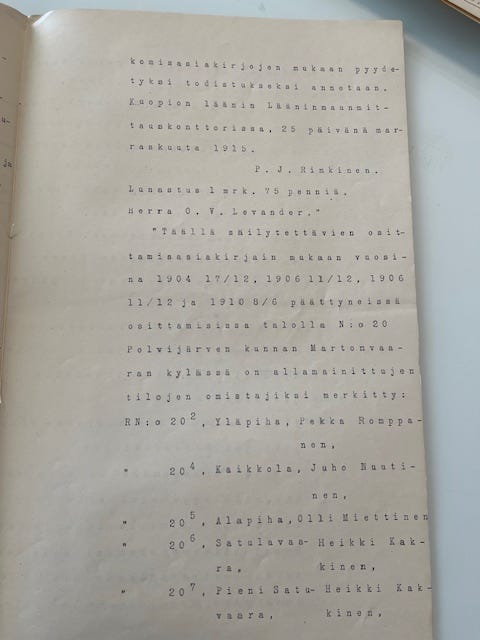 komisasiakirjojen mukaan pyyde-
tyksi todistukseksi annetaan.
Kuopion läänin Lääninmaanmit-
tauskonttorissa, 25 päivänä mar-
raskuuta 1915.
P. J. Rinkinen.
Lunastus 1 mrk. 75 penniä.
Herra O. W. Levander."
"Täällä säilytettävien osit-
tamisasiakirjain mukaan vuosi-
na 1904 17/12, 1906 11/12, 1906
11/12 ja 1910 8/6 päättyneissä
osittamisissa talolla N:o 20
Polvijärven kunnan Martonvaa-
ran kylässä on allamainittujen
tilojen omistajiksi merkitty:
RN:o 20², Yläpiha, Pekka Romppa-
nen,
" 20⁴, Kaikkola, Juho Nuuti-
nen,
" 20⁵, Alapiha, Olli Miettinen
" 20⁶, Satulavaa- Heikki Kak-
ra, kinen,
" 20⁷, Pieni Satu- Heikki Kak-
vaara, kinen,